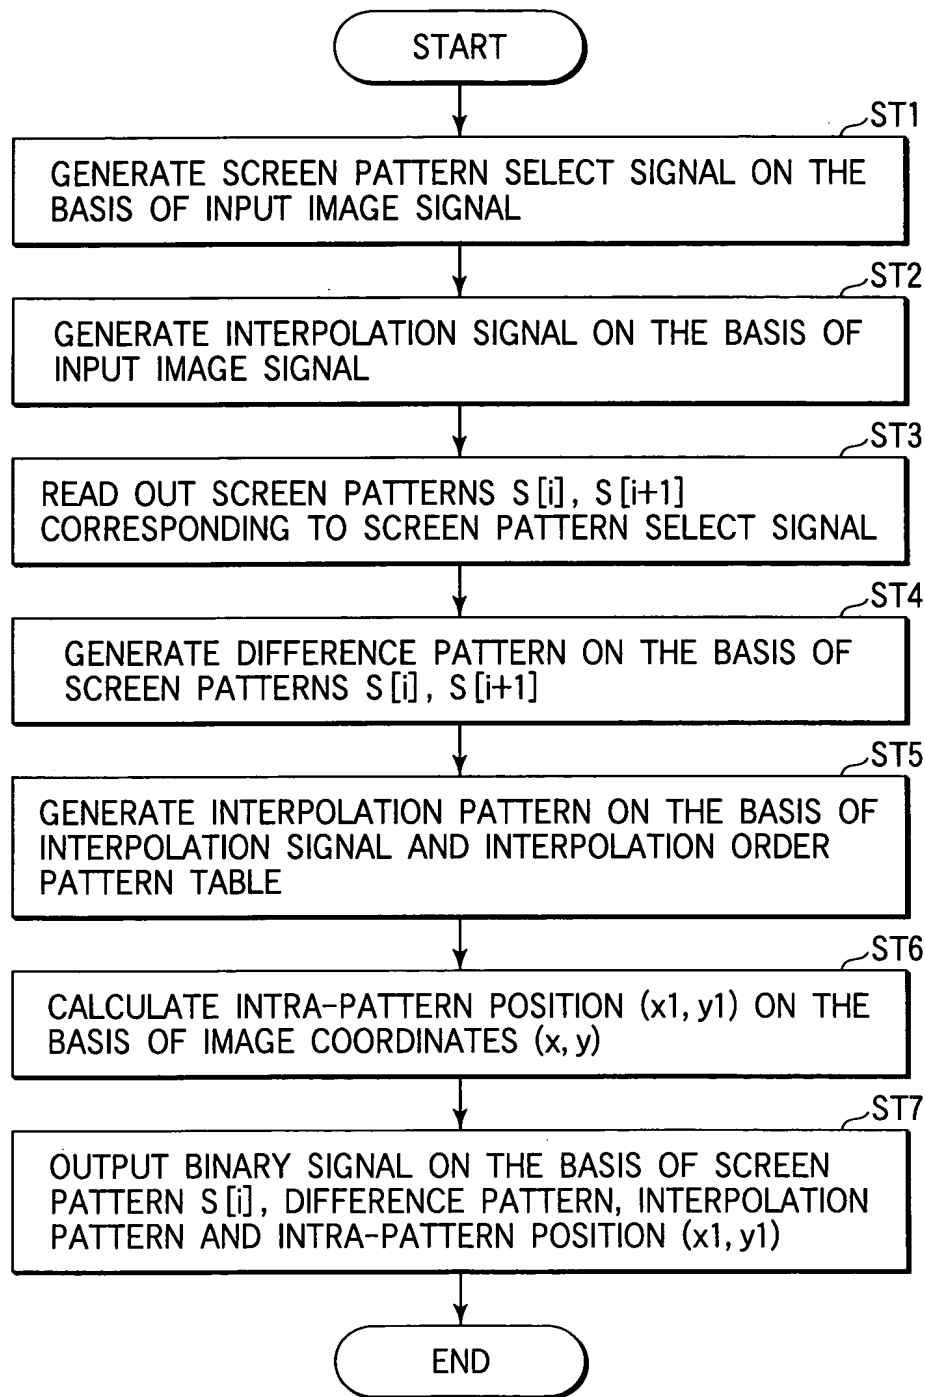 START
ST1
GENERATE SCREEN PATTERN SELECT SIGNAL ON THE
BASIS OF INPUT IMAGE SIGNAL
ST2
GENERATE INTERPOLATION SIGNAL ON THE BASIS OF
INPUT IMAGE SIGNAL
ST3
READ OUT SCREEN PATTERNS S[i], S[i+1]
CORRESPONDING TO SCREEN PATTERN SELECT SIGNAL
ST4
GENERATE DIFFERENCE PATTERN ON THE BASIS OF
SCREEN PATTERNS S[i], S[i+1]
ST5
GENERATE INTERPOLATION PATTERN ON THE BASIS OF
INTERPOLATION SIGNAL AND INTERPOLATION ORDER
PATTERN TABLE
ST6
CALCULATE INTRA-PATTERN POSITION (x1, y1) ON THE
BASIS OF IMAGE COORDINATES (x, y)
ST7
OUTPUT BINARY SIGNAL ON THE BASIS OF SCREEN
PATTERN S[i], DIFFERENCE PATTERN, INTERPOLATION
PATTERN AND INTRA-PATTERN POSITION (x1, y1)
END